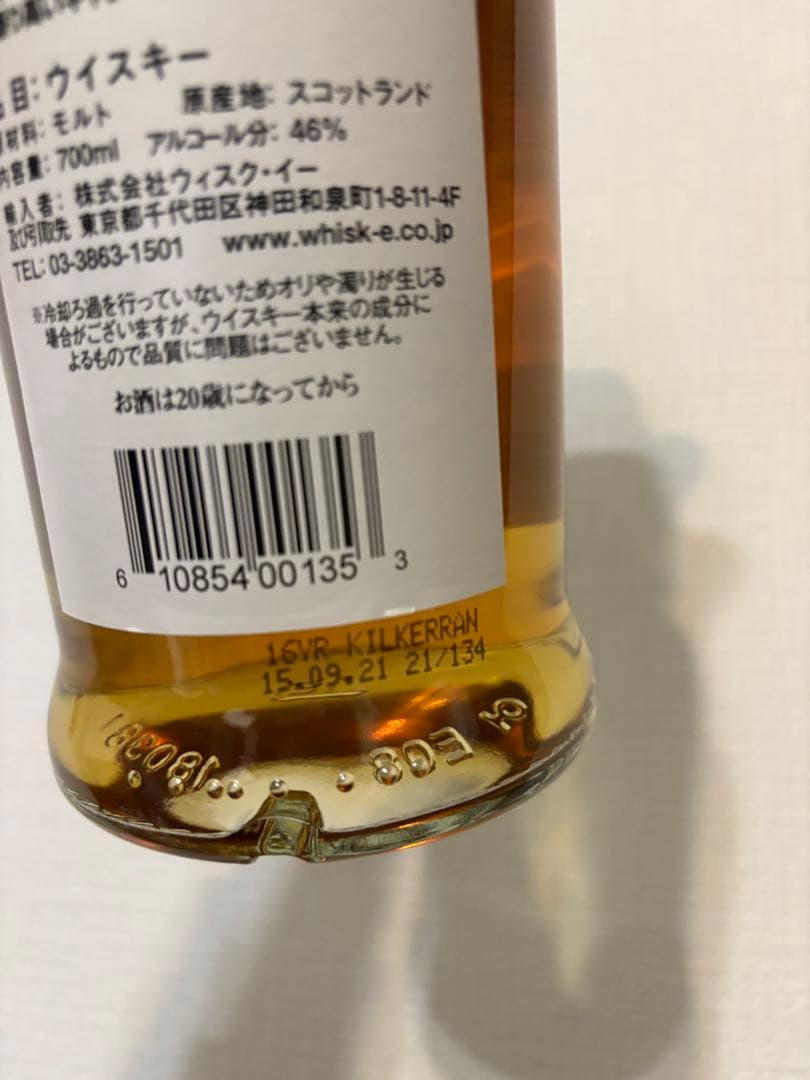 目: ウイスキー
原産地: スコットランド
材料: モルト
アルコール分: 46%
内容量: 700ml
輸入者: 株式会社ウィスク・イー
及び引取先 東京都千代田区神田和泉町1-8-11-4F
TEL: 03-3863-1501 www.whisk-e.co.jp
※冷却ろ過を行っていないためオリや濁りが生じる
場合がございますが、ウイスキー本来の成分に
よるもので品質に問題はございません。
お酒は20歳になってから
6 10854 00135 3
16YR KILKERRAN
15.09.21 21/134